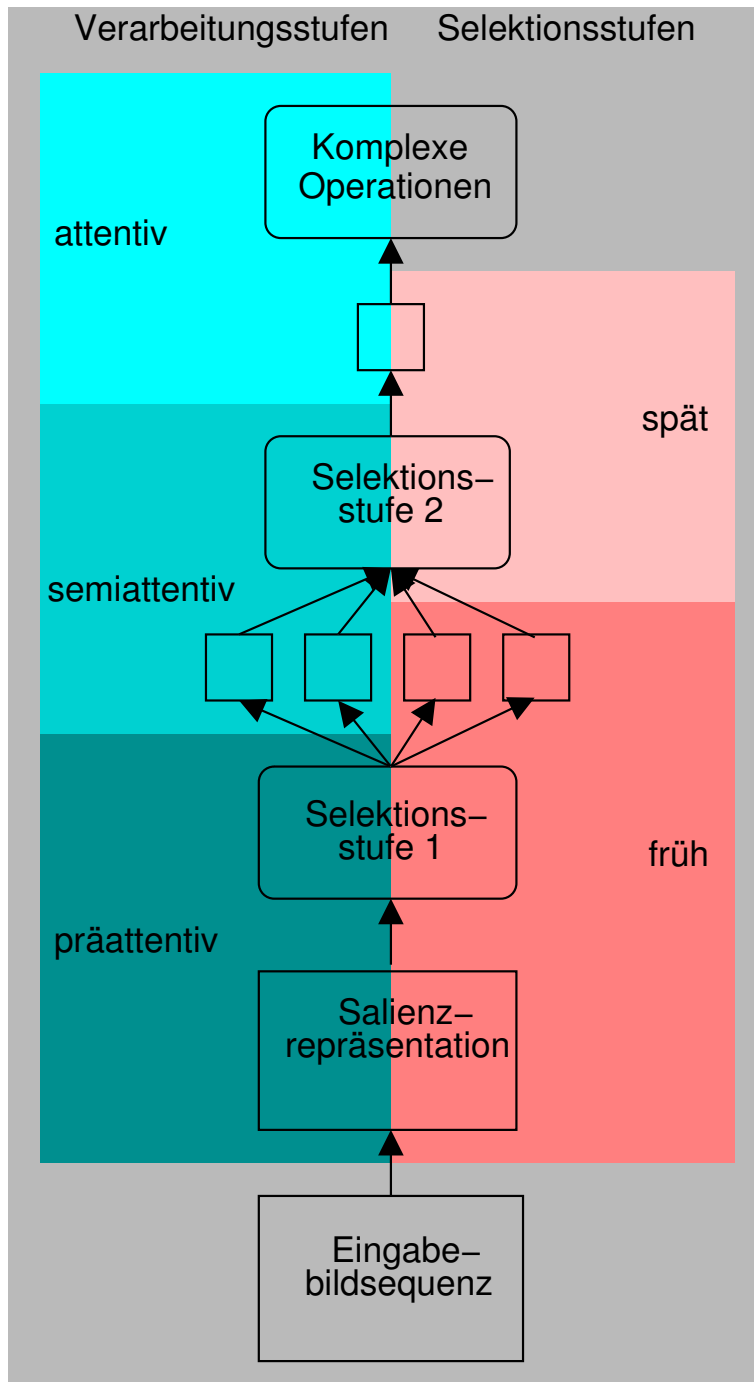 Verarbeitungsstufen Selektionsstufen
Komplexe
Operationen
attentiv
spät
Selektions–
stufe 2
semiattentiv
Selektions–
stufe 1
früh
präattentiv
Salienz–
repräsentation
Eingabe–
bildsequenz